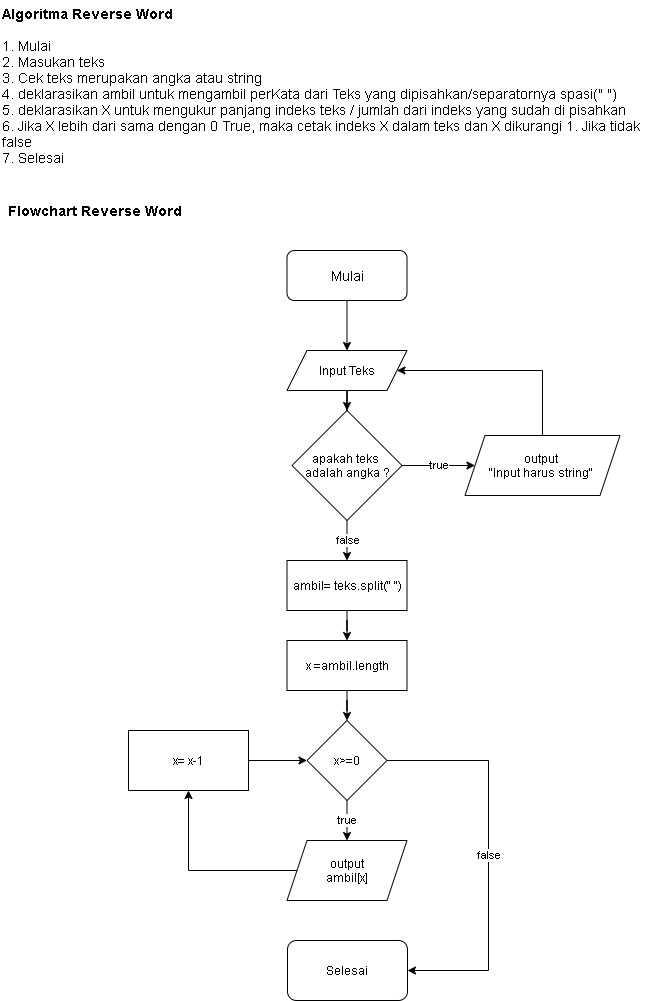 Algoritma Reverse Word
1. Mulai
2. Masukan teks
3. Cek teks merupakan angka atau string
4. deklarasikan ambil untuk mengambil perKata dari Teks yang dipisahkan/separatornya spasi(" ")
5. deklarasikan X untuk mengukur panjang indeks teks / jumlah dari indeks yang sudah di pisahkan
6. Jika X lebih dari sama dengan 0 True, maka cetak indeks X dalam teks dan X dikurangi 1. Jika tidak
false
7. Selesai
Flowchart Reverse Word
Mulai
Input Teks
apakah teks
adalah angka ?
true
output
"Input harus string"
false
ambil= teks.split(" ")
x =ambil.length
x= x-1
x>=0
true
output
ambil[x]
false
Selesai